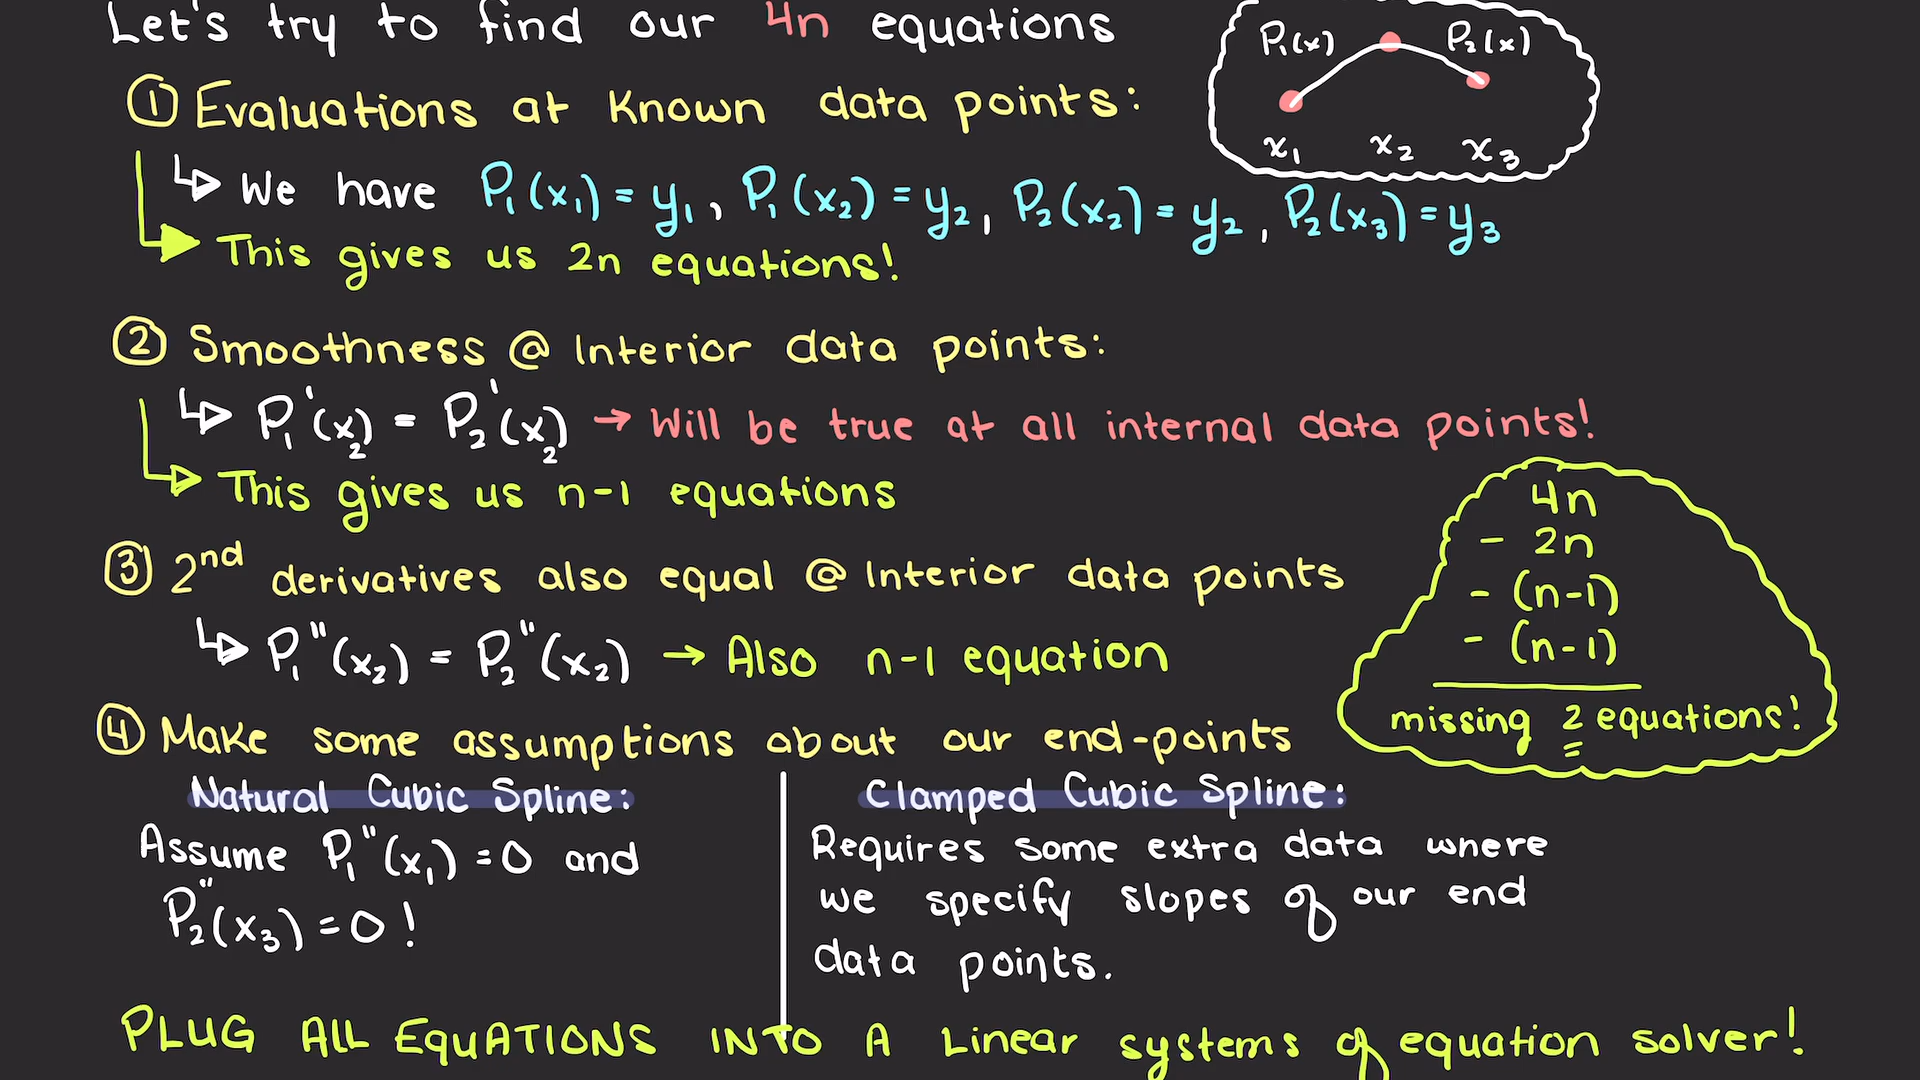 Let's try to find our 4n equations
P₁(x) P₂(x)
x₁ x₂ x₃
① Evaluations at Known data points:
↳ We have P₁(x₁) = y₁, P₁(x₂) = y₂, P₂(x₂) = y₂, P₂(x₃) = y₃
↳ This gives us 2n equations!
② Smoothness @ Interior data points:
↳ P₁'(x₂) = P₂'(x₂) → Will be true at all internal data points!
↳ This gives us n-1 equations
③ 2ⁿᵈ derivatives also equal @ Interior data points
↳ P₁"(x₂) = P₂"(x₂) → Also n-1 equation
4n
- 2n
- (n-1)
- (n-1)
missing 2 equations!
④ Make some assumptions about our end-points
Natural Cubic Spline:
Assume P₁"(x₁) = 0 and
P₂"(x₃) = 0 !
Clamped Cubic Spline:
Requires some extra data where
we specify slopes of our end
data points.
PLUG ALL EQUATIONS INTO A Linear systems of equation solver!